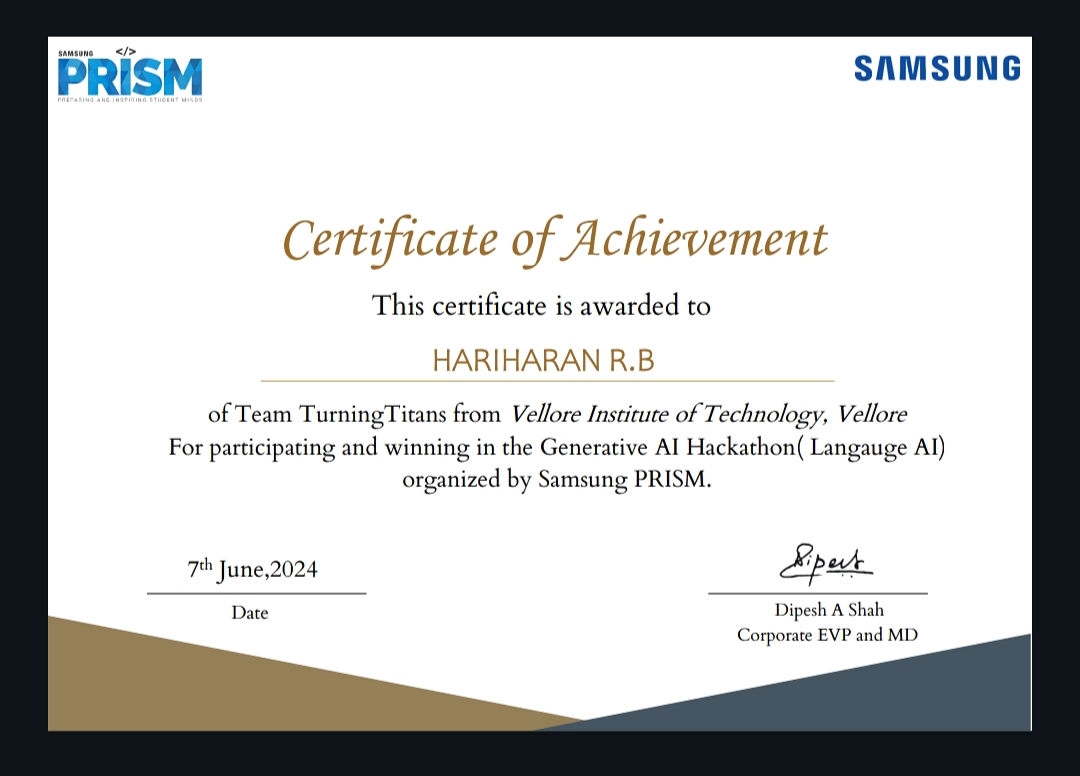 SAMSUNG </>
PRISM
PREPARING AND INSPIRING STUDENT MINDS
SAMSUNG
Certificate of Achievement
This certificate is awarded to
HARIHARAN R.B
of Team TurningTitans from Vellore Institute of Technology, Vellore
For participating and winning in the Generative AI Hackathon( Langauge AI)
organized by Samsung PRISM.
7th June,2024
Date
Dipesh
Dipesh A Shah
Corporate EVP and MD